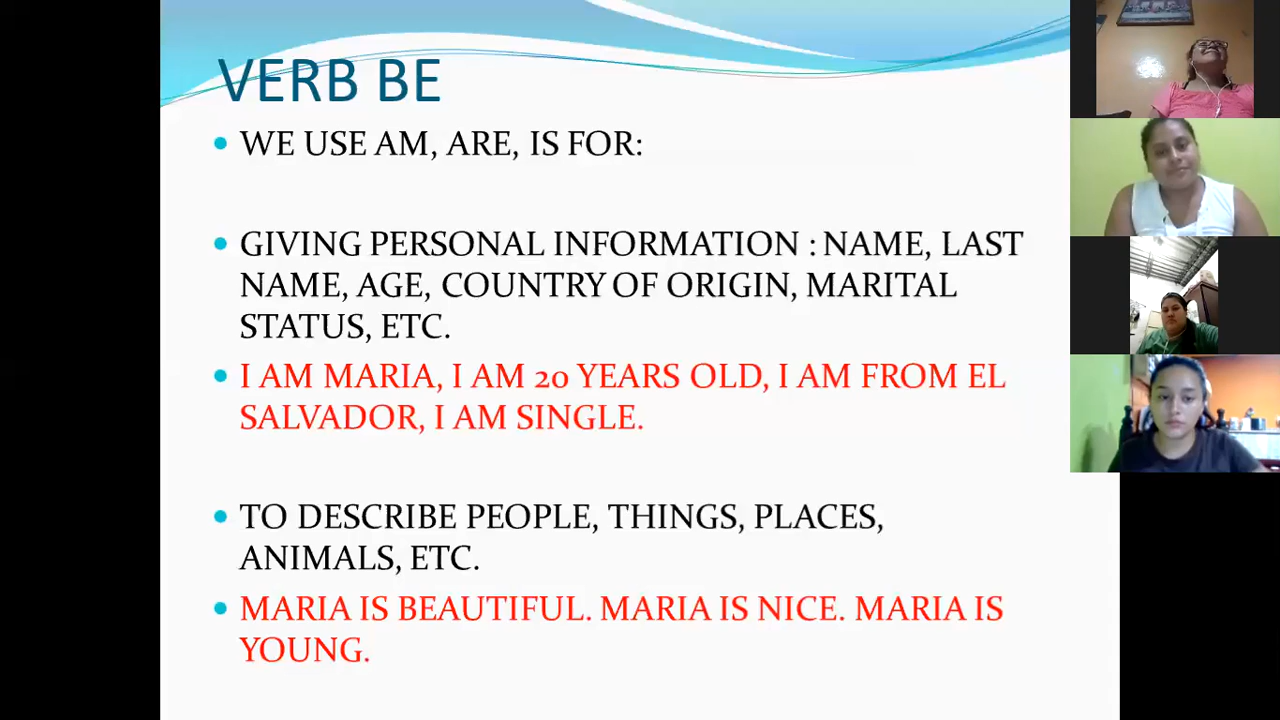 VERB BE
• WE USE AM, ARE, IS FOR:
• GIVING PERSONAL INFORMATION : NAME, LAST
NAME, AGE, COUNTRY OF ORIGIN, MARITAL
STATUS, ETC.
• I AM MARIA, I AM 20 YEARS OLD, I AM FROM EL
SALVADOR, I AM SINGLE.
• TO DESCRIBE PEOPLE, THINGS, PLACES,
ANIMALS, ETC.
• MARIA IS BEAUTIFUL. MARIA IS NICE. MARIA IS
YOUNG.